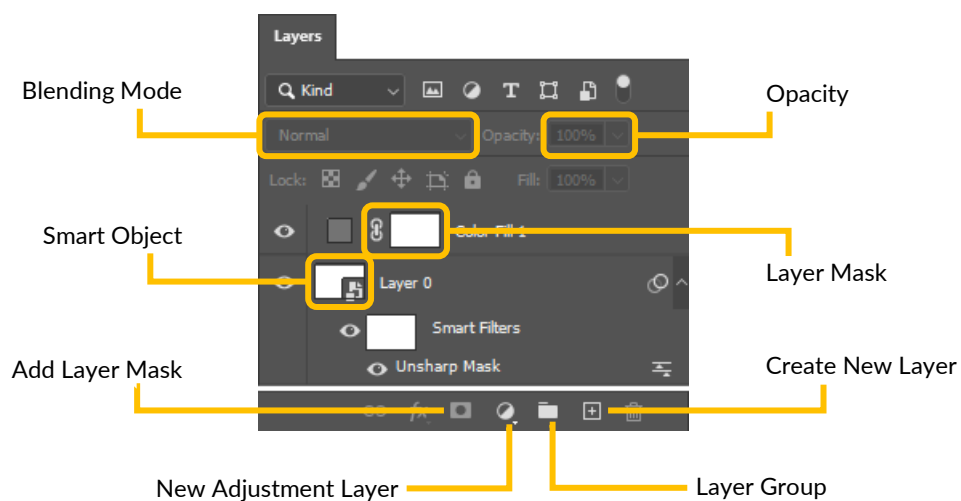 Layers
Blending Mode
Kind
T
Opacity
Normal
Opacity: 100%
Lock:
Fill: 100%
Smart Object
Color Fill 1
Layer Mask
Layer 0
Smart Filters
Add Layer Mask
Unsharp Mask
Create New Layer
fx
New Adjustment Layer
Layer Group